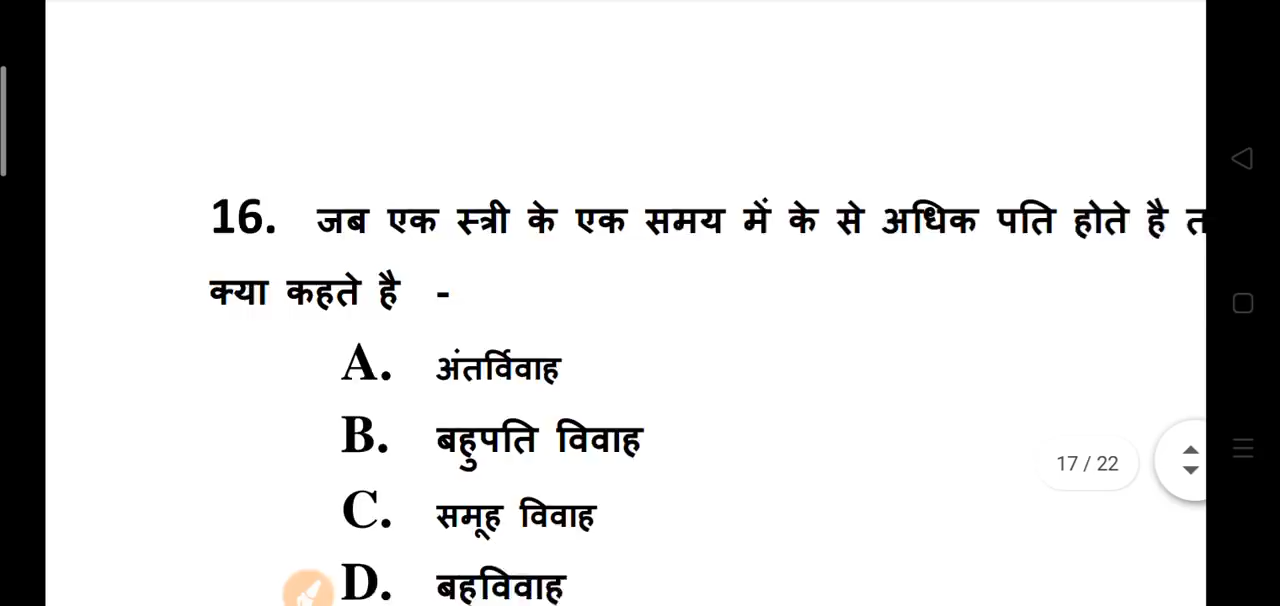 16. जब एक स्त्री के एक समय में के से अधिक पति होते है त
क्या कहते है -
A. अंतर्विवाह
B. बहुपति विवाह
C. समूह विवाह
D. बहविवाह
17 / 22